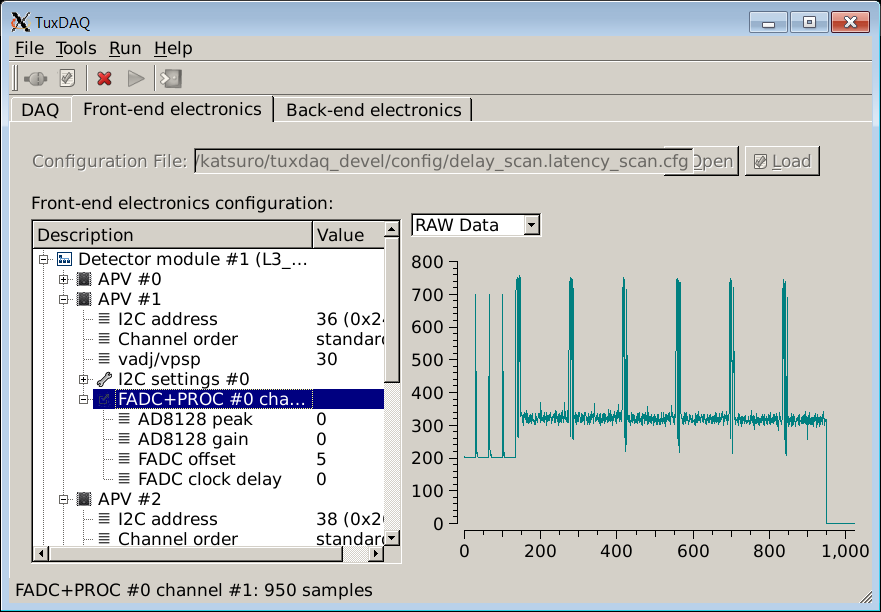 TuxDAQ
File Tools Run Help
DAQ Front-end electronics Back-end electronics
Configuration File: /katsuro/tuxdaq_devel/config/delay_scan.latency_scan.cfg Open Load
Front-end electronics configuration:
RAW Data
Description Value
Detector module #1 (L3_...
APV #0
APV #1
I2C address 36 (0x24
Channel order standard
vadj/vpsp 30
I2C settings #0
FADC+PROC #0 cha...
AD8128 peak 0
AD8128 gain 0
FADC offset 5
FADC clock delay 0
APV #2
I2C address 38 (0x26
Channel order standard
800
700
600
500
400
300
200
100
0
0 200 400 600 800 1,000
FADC+PROC #0 channel #1: 950 samples